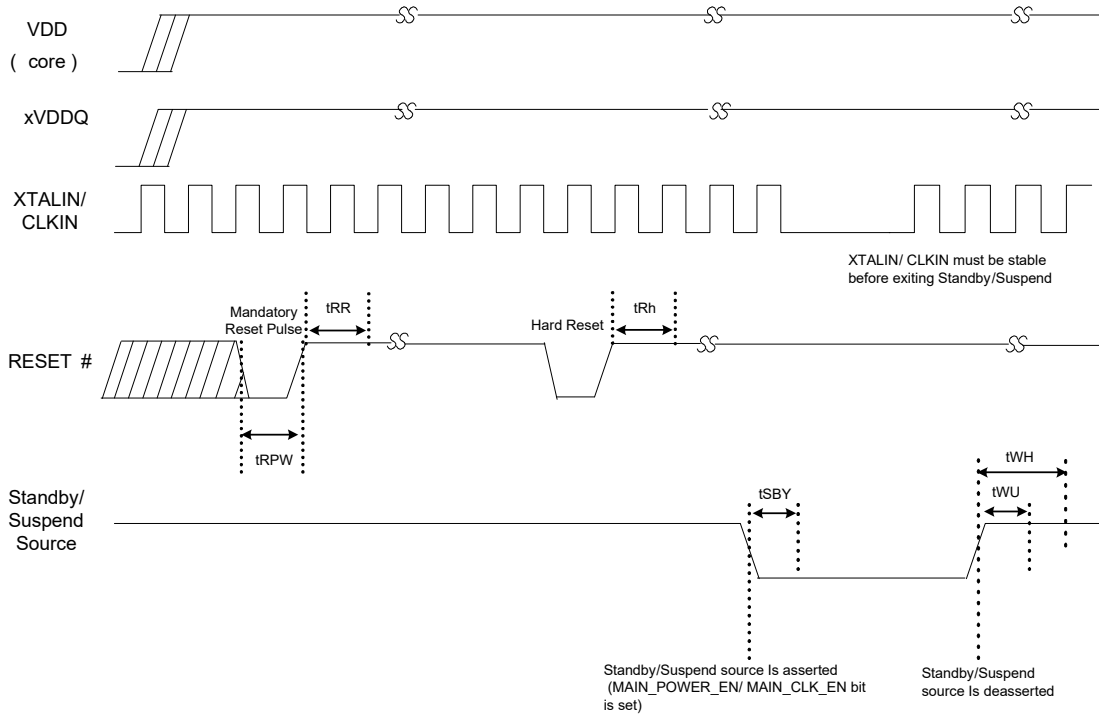 VDD
( core )
xVDDQ
XTALIN/
CLKIN
XTALIN/ CLKIN must be stable
before exiting Standby/Suspend
Mandatory
Reset Pulse
tRR
Hard Reset
tRh
RESET #
tRPW
tWH
tWU
tSBY
Standby/
Suspend
Source
Standby/Suspend source Is asserted
(MAIN_POWER_EN/ MAIN_CLK_EN bit
is set)
Standby/Suspend
source Is deasserted